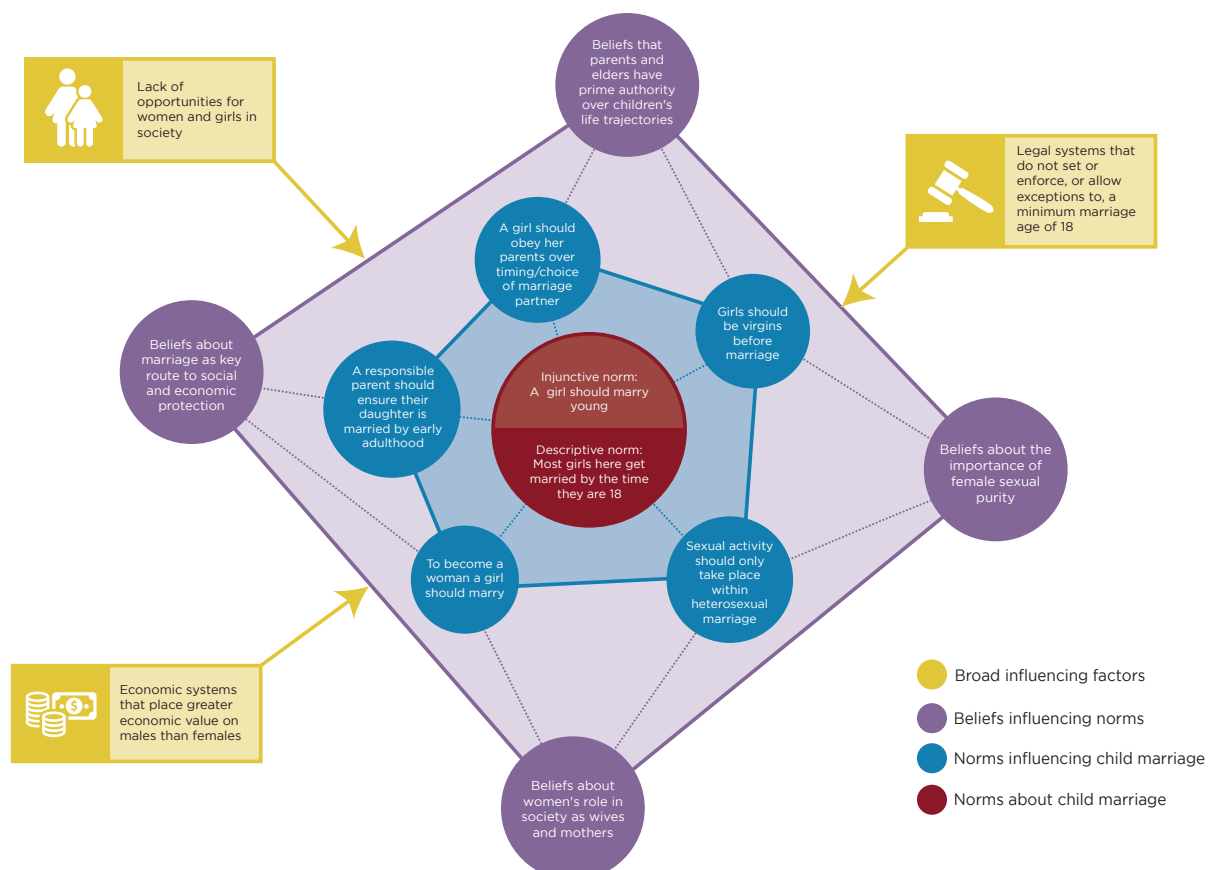 Beliefs that
parents and
elders have
prime authority
over children's
life trajectories
Lack of
opportunities for
women and girls in
society
Legal systems that
do not set or
enforce, or allow
exceptions to, a
minimum marriage
age of 18
A girl should
obey her
parents over
timing/choice
of marriage
partner
Girls should
be virgins
before
marriage
Beliefs about
marriage as key
route to social
and economic
protection
A responsible
parent should
ensure their
daughter is
married by early
adulthood
Injunctive norm:
A girl should marry
young
Descriptive norm:
Most girls here get
married by the time
they are 18
Beliefs about the
importance of
female sexual
purity
To become a
woman a girl
should marry
Sexual activity
should only
take place
within
heterosexual
marriage
Economic systems
that place greater
economic value on
males than females
$
Beliefs about
women's role in
society as wives
and mothers
Broad influencing factors
Beliefs influencing norms
Norms influencing child marriage
Norms about child marriage